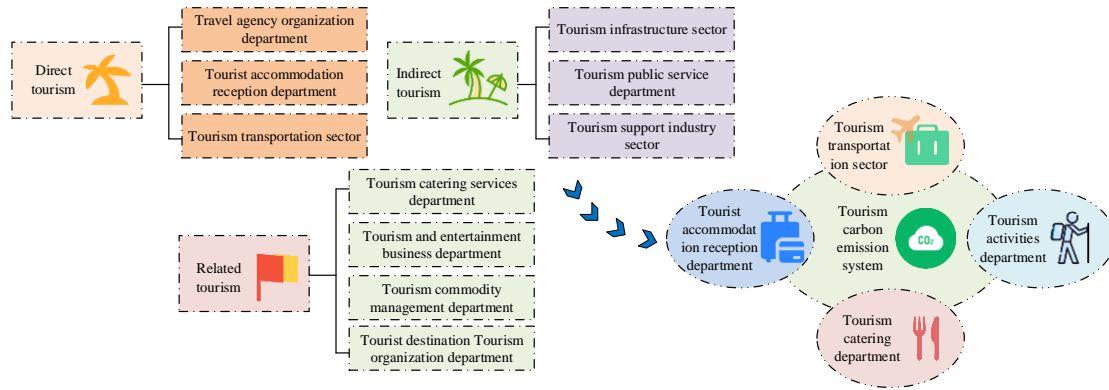 Direct
tourism
Travel agency organization
department
Tourist accommodation
reception department
Tourism transportation sector
Indirect
tourism
Tourism infrastructure sector
Tourism public service
department
Tourism support industry
sector
Related
tourism
Tourism catering services
department
Tourism and entertainment
business department
Tourism commodity
management department
Tourist destination Tourism
organization department
Tourism
transportat
ion sector
Tourist
accommodat
ion reception
department
Tourism
carbon
emission
system
CO₂
Tourism
activities
department
Tourism
catering
department